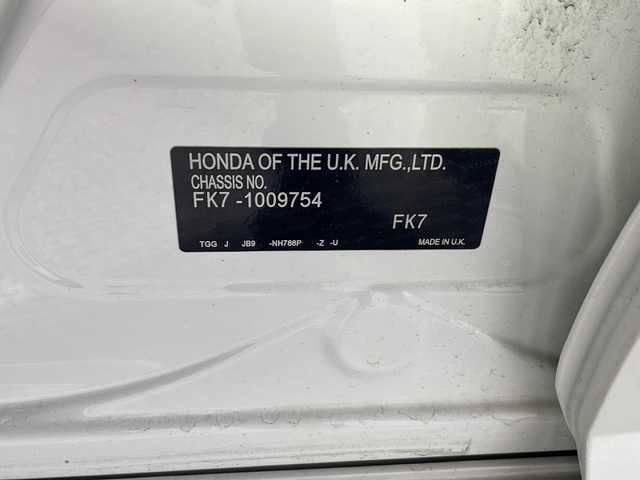 HONDA OF THE U.K. MFG.,LTD.
CHASSIS NO.
FK7 -1009754
FK7
TGG J JB9 -NH788P -Z -U
MADE IN U.K.